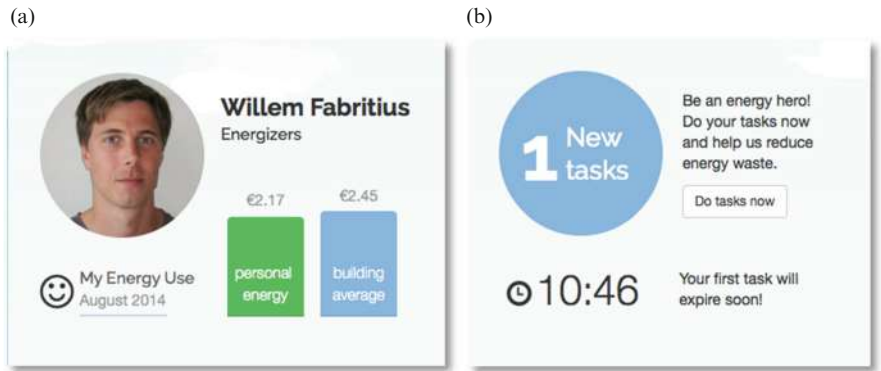 (a)
Willem Fabritius
Energizers
€2.17
€2.45
personal
energy
building
average
My Energy Use
August 2014
(b)
1 New
tasks
Be an energy hero!
Do your tasks now
and help us reduce
energy waste.
Do tasks now
10:46
Your first task will
expire soon!